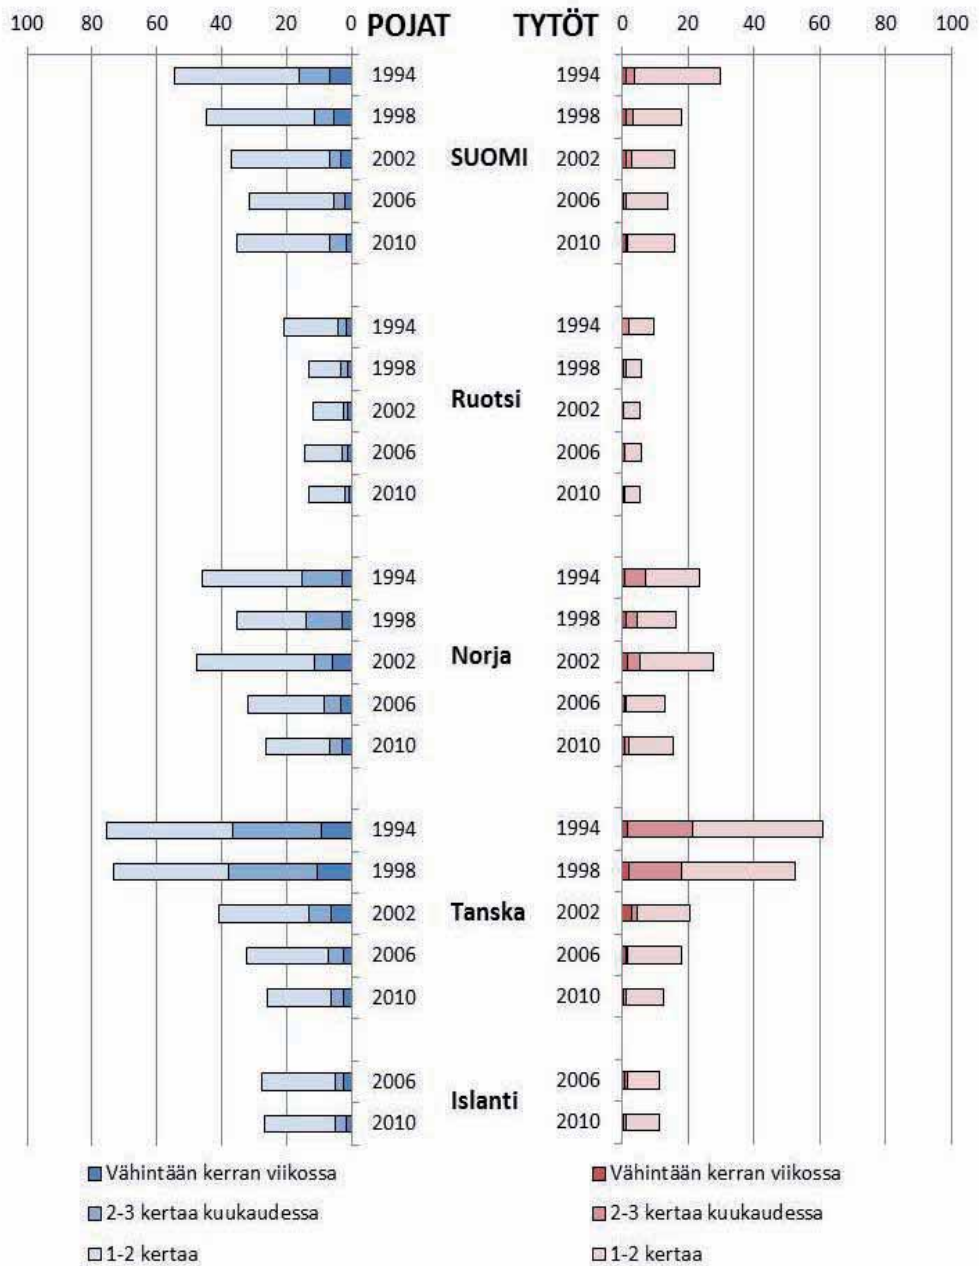 100 80 60 40 20 0 POJAT TYTÖT 0 20 40 60 80 100
1994 1994
1998 1998
2002 SUOMI 2002
2006 2006
2010 2010
1994 1994
1998 1998
Ruotsi
2002 2002
2006 2006
2010 2010
1994 1994
1998 1998
2002 Norja 2002
2006 2006
2010 2010
1994 1994
1998 1998
2002 Tanska 2002
2006 2006
2010 2010
2006 2006
Islanti
2010 2010
Vähintään kerran viikossa Vähintään kerran viikossa
2-3 kertaa kuukaudessa 2-3 kertaa kuukaudessa
1-2 kertaa 1-2 kertaa